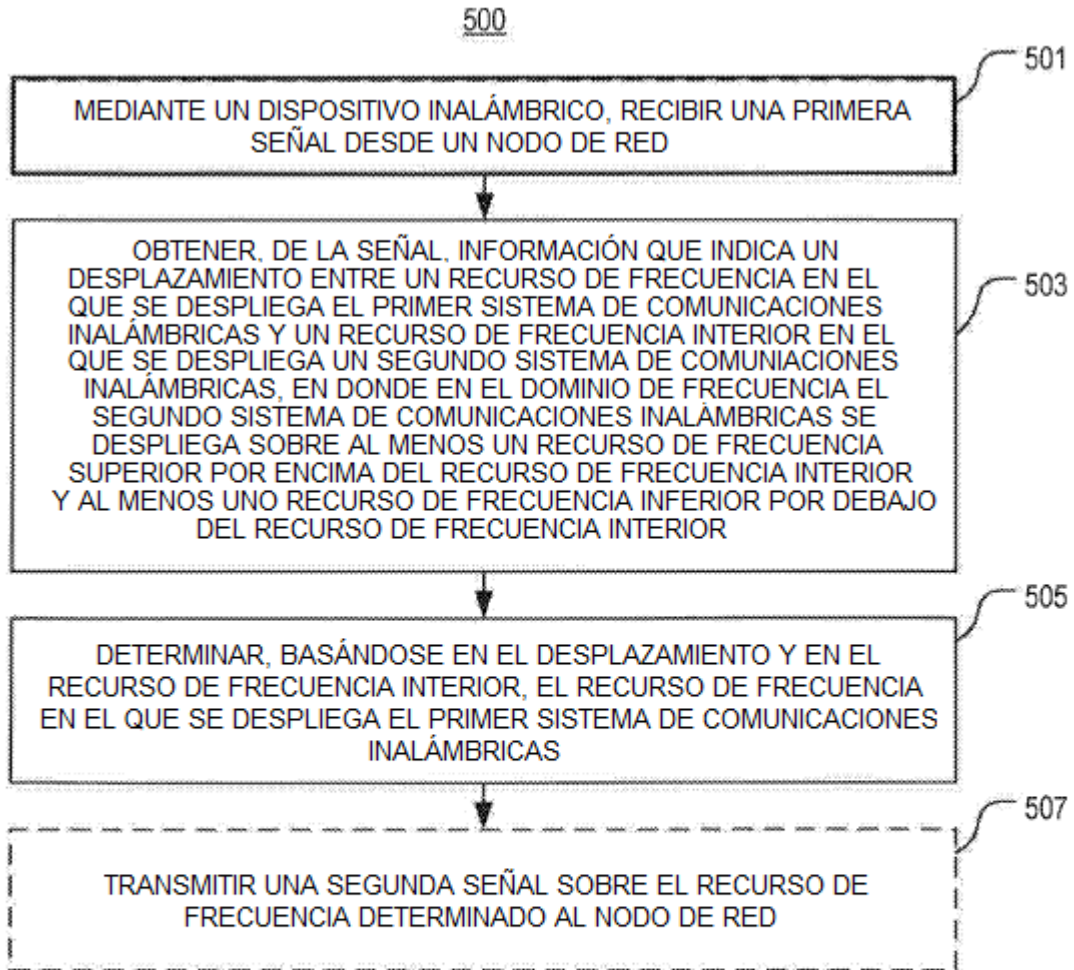 500
501
MEDIANTE UN DISPOSITIVO INALÁMBRICO, RECIBIR UNA PRIMERA
SEÑAL DESDE UN NODO DE RED
503
OBTENER, DE LA SEÑAL, INFORMACIÓN QUE INDICA UN
DESPLAZAMIENTO ENTRE UN RECURSO DE FRECUENCIA EN EL
QUE SE DESPLIEGA EL PRIMER SISTEMA DE COMUNICACIONES
INALÁMBRICAS Y UN RECURSO DE FRECUENCIA INTERIOR EN EL
QUE SE DESPLIEGA UN SEGUNDO SISTEMA DE COMUNIACIONES
INALÁMBRICAS, EN DONDE EN EL DOMINIO DE FRECUENCIA EL
SEGUNDO SISTEMA DE COMUNICACIONES INALÁMBRICAS SE
DESPLIEGA SOBRE AL MENOS UN RECURSO DE FRECUENCIA
SUPERIOR POR ENCIMA DEL RECURSO DE FRECUENCIA INTERIOR
Y AL MENOS UNO RECURSO DE FRECUENCIA INFERIOR POR DEBAJO
DEL RECURSO DE FRECUENCIA INTERIOR
505
DETERMINAR, BASÁNDOSE EN EL DESPLAZAMIENTO Y EN EL
RECURSO DE FRECUENCIA INTERIOR, EL RECURSO DE FRECUENCIA
EN EL QUE SE DESPLIEGA EL PRIMER SISTEMA DE COMUNICACIONES
INALÁMBRICAS
507
TRANSMITIR UNA SEGUNDA SEÑAL SOBRE EL RECURSO DE
FRECUENCIA DETERMINADO AL NODO DE RED